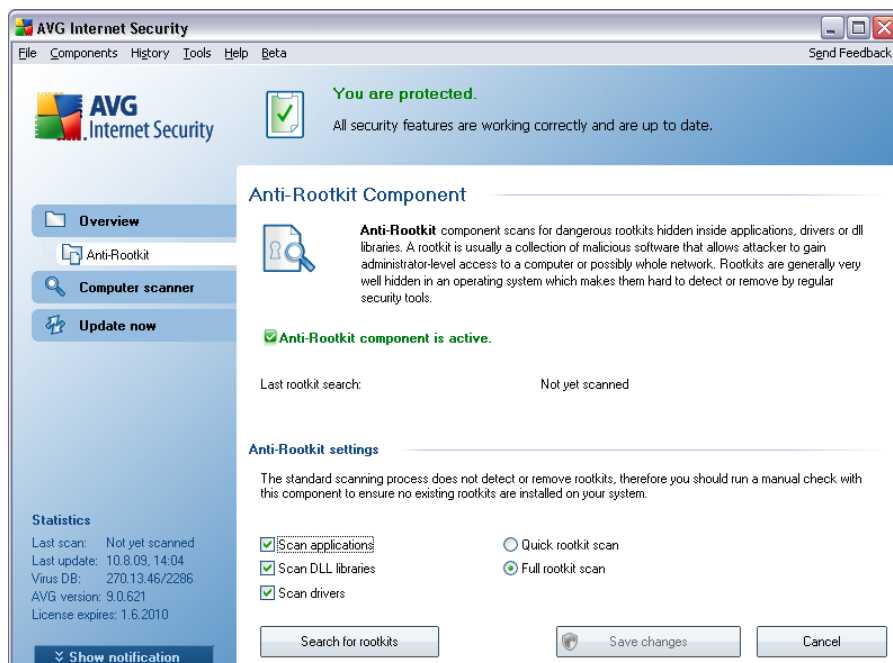 AVG Internet Security
File Components History Tools Help Beta Send Feedback
AVG
Internet Security
You are protected.
All security features are working correctly and are up to date.
Overview
Anti-Rootkit
Computer scanner
Update now
Anti-Rootkit Component
Anti-Rootkit component scans for dangerous rootkits hidden inside applications, drivers or dll
libraries. A rootkit is usually a collection of malicious software that allows attacker to gain
administrator-level access to a computer or possibly whole network. Rootkits are generally very
well hidden in an operating system which makes them hard to detect or remove by regular
security tools.
Anti-Rootkit component is active.
Last rootkit search: Not yet scanned
Anti-Rootkit settings
The standard scanning process does not detect or remove rootkits, therefore you should run a manual check with
this component to ensure no existing rootkits are installed on your system.
Scan applications Quick rootkit scan
Scan DLL libraries Full rootkit scan
Scan drivers
Search for rootkits Save changes Cancel
Statistics
Last scan: Not yet scanned
Last update: 10.8.09, 14:04
Virus DB: 270.13.46/2286
AVG version: 9.0.621
License expires: 1.6.2010
Show notification